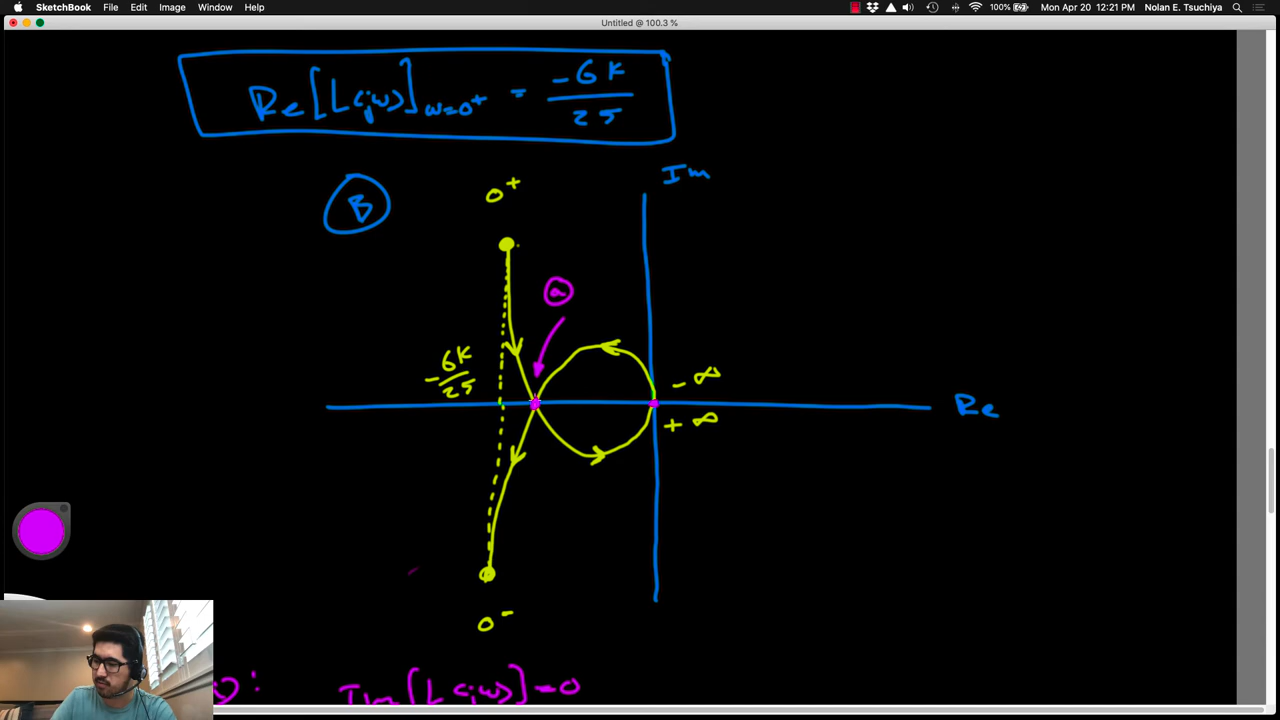 SketchBook File Edit Image Window Help 100% Mon Apr 20 12:21 PM Nolan E. Tsuchiya
Untitled @ 100.3 %
Re[L(jω)]ω=0⁺ = -6K/25
Im
B
0⁺
a
-6K/25
-∞
+∞
Re
0⁻
: Im[L(jω)]=0